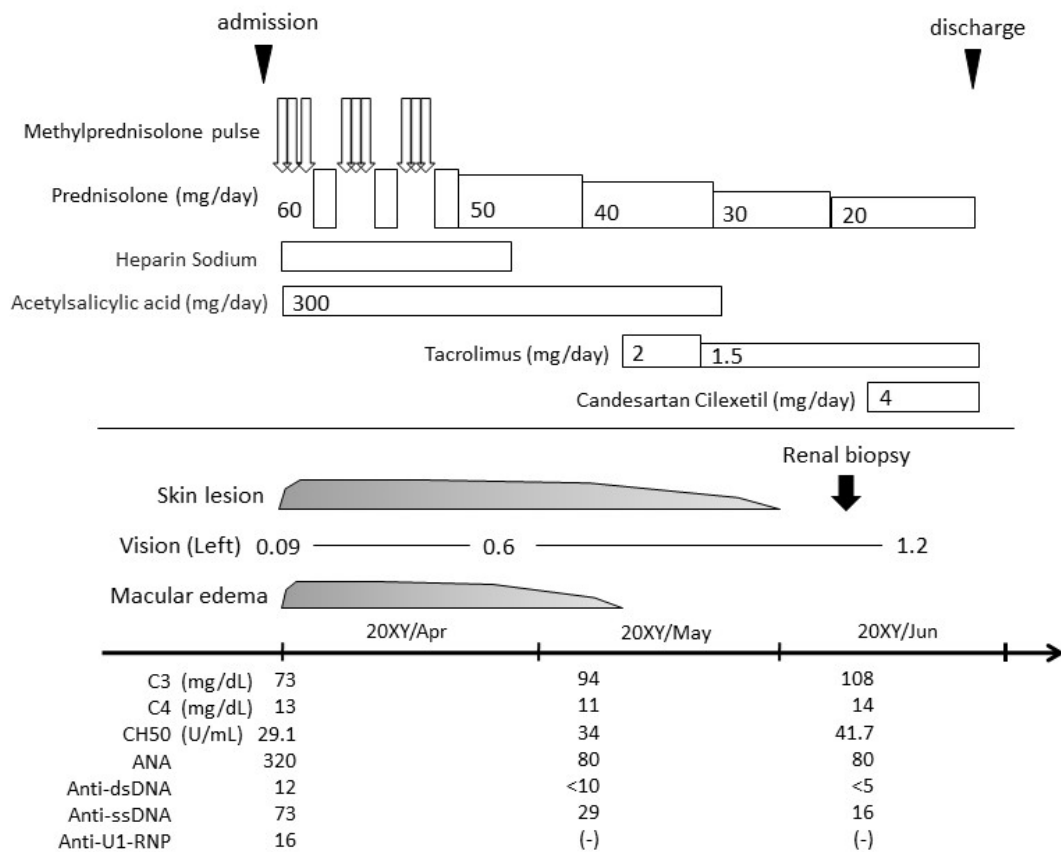 admission
discharge
Methylprednisolone pulse
Prednisolone (mg/day)
60 50 40 30 20
Heparin Sodium
Acetylsalicylic acid (mg/day) 300
Tacrolimus (mg/day) 2 1.5
Candesartan Cilexetil (mg/day) 4
Renal biopsy
Skin lesion
Vision (Left) 0.09 0.6 1.2
Macular edema
20XY/Apr 20XY/May 20XY/Jun
C3 (mg/dL) 73 94 108
C4 (mg/dL) 13 11 14
CH50 (U/mL) 29.1 34 41.7
ANA 320 80 80
Anti-dsDNA 12 <10 <5
Anti-ssDNA 73 29 16
Anti-U1-RNP 16 (-) (-)